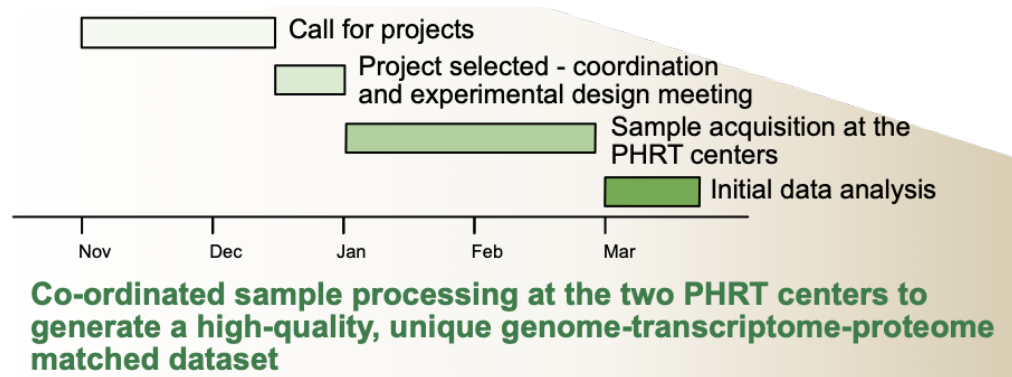 Call for projects
Project selected - coordination
and experimental design meeting
Sample acquisition at the
PHRT centers
Initial data analysis
Nov Dec Jan Feb Mar
Co-ordinated sample processing at the two PHRT centers to
generate a high-quality, unique genome-transcriptome-proteome
matched dataset